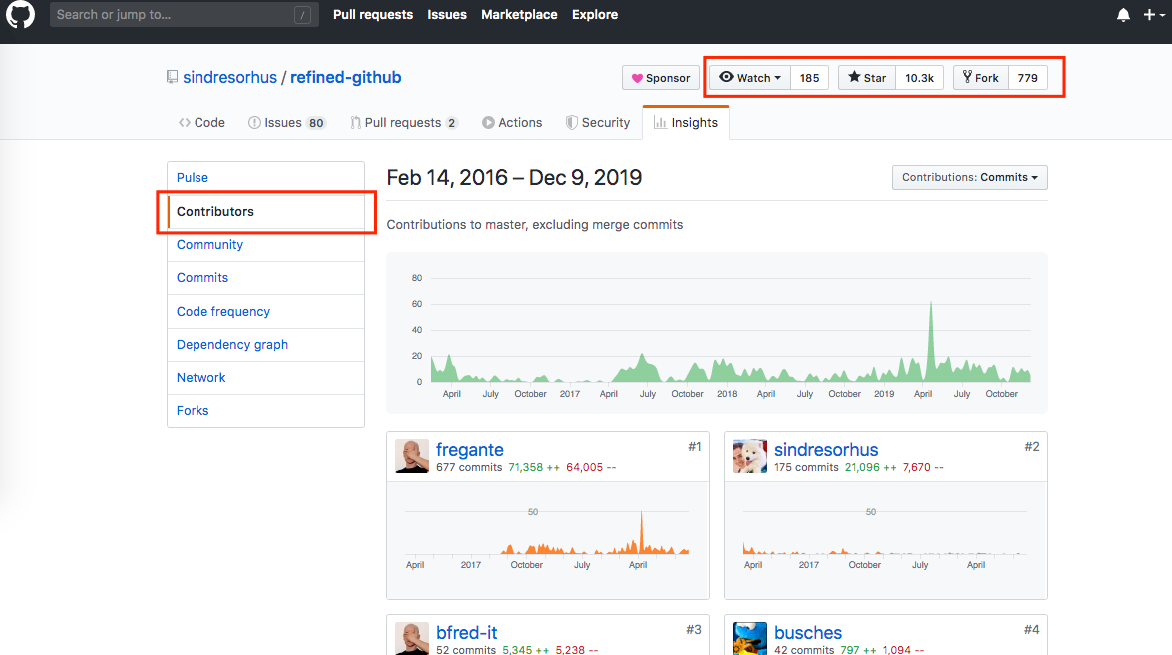 Search or jump to... / Pull requests Issues Marketplace Explore
sindresorhus / refined-github Sponsor Watch 185 Star 10.3k Fork 779
Code Issues 80 Pull requests 2 Actions Security Insights
Pulse
Contributors
Community
Commits
Code frequency
Dependency graph
Network
Forks
Feb 14, 2016 – Dec 9, 2019 Contributions: Commits
Contributions to master, excluding merge commits
80
60
40
20
0
April July October 2017 April July October 2018 April July October 2019 April July October
fregante #1
677 commits 71,358 ++ 64,005 --
50
April 2017 October July April
sindresorhus #2
175 commits 21,096 ++ 7,670 --
50
April 2017 October July April
bfred-it #3
52 commits 5,345 ++ 5,238 --
busches #4
42 commits 797 ++ 1,094 --